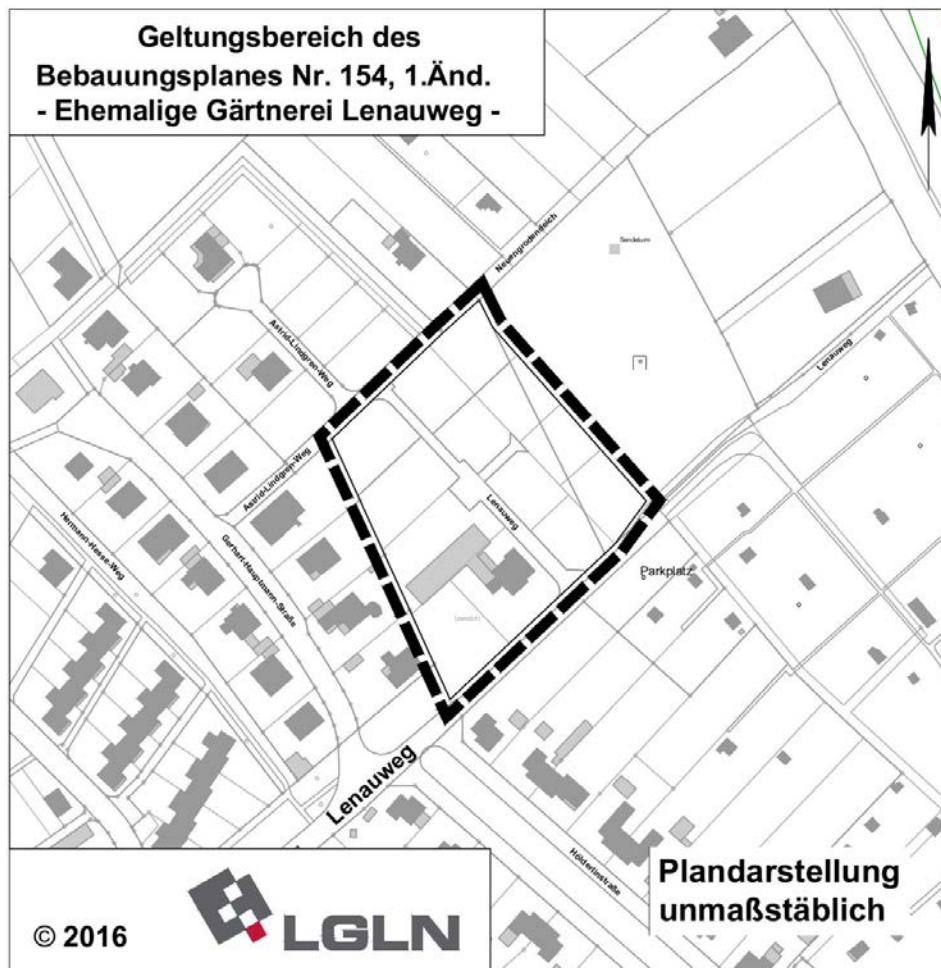 Geltungsbereich des
Bebauungsplanes Nr. 154, 1.Änd.
- Ehemalige Gärtnerei Lenauweg -
Neuengrodendeich
Astrid-Lindgren-Weg
Lenauweg
Astrid-Lindgren-Weg
Lenauweg
Hermann-Hesse-Weg
Gerhart-Hauptmann-Straße
Parkplatz
Lenauweg
Hölderlinstraße
Plandarstellung
unmaßstäblich
© 2016
LGLN